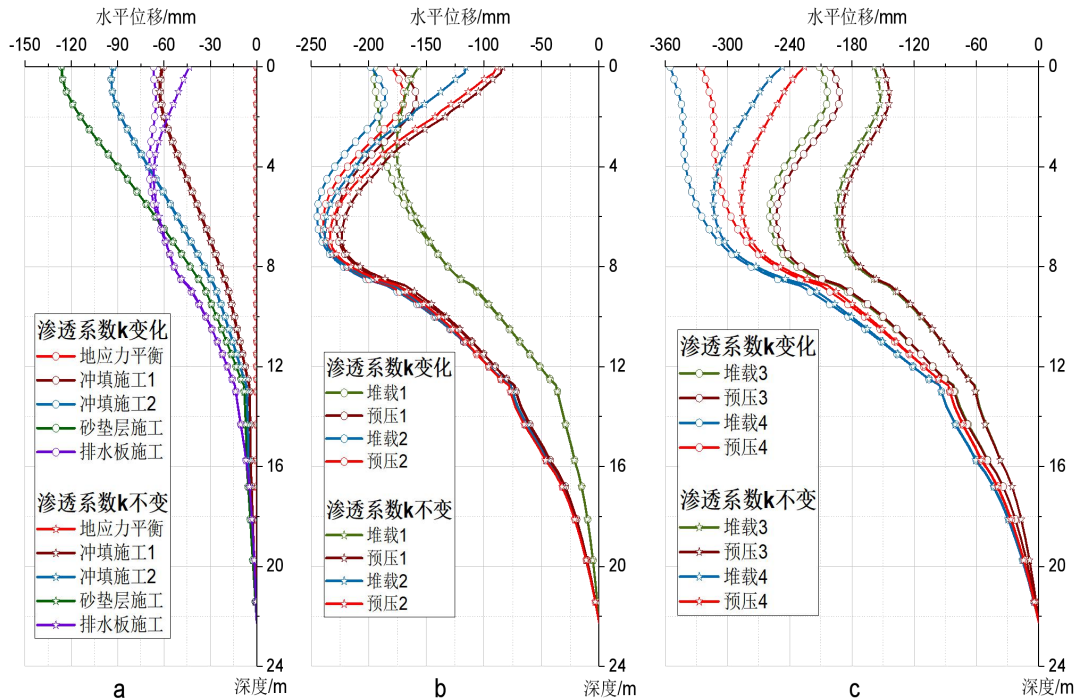 水平位移/mm
-150 -120 -90 -60 -30 0
0
4
8
12
16
20
24
渗透系数k变化
地应力平衡
冲填施工1
冲填施工2
砂垫层施工
排水板施工
渗透系数k不变
地应力平衡
冲填施工1
冲填施工2
砂垫层施工
排水板施工
a
深度/m
水平位移/mm
-250 -200 -150 -100 -50 0
0
4
8
12
16
20
24
渗透系数k变化
堆载1
预压1
堆载2
预压2
渗透系数k不变
堆载1
预压1
堆载2
预压2
b
深度/m
水平位移/mm
-360 -300 -240 -180 -120 -60 0
0
4
8
12
16
20
24
渗透系数k变化
堆载3
预压3
堆载4
预压4
渗透系数k不变
堆载3
预压3
堆载4
预压4
c
深度/m